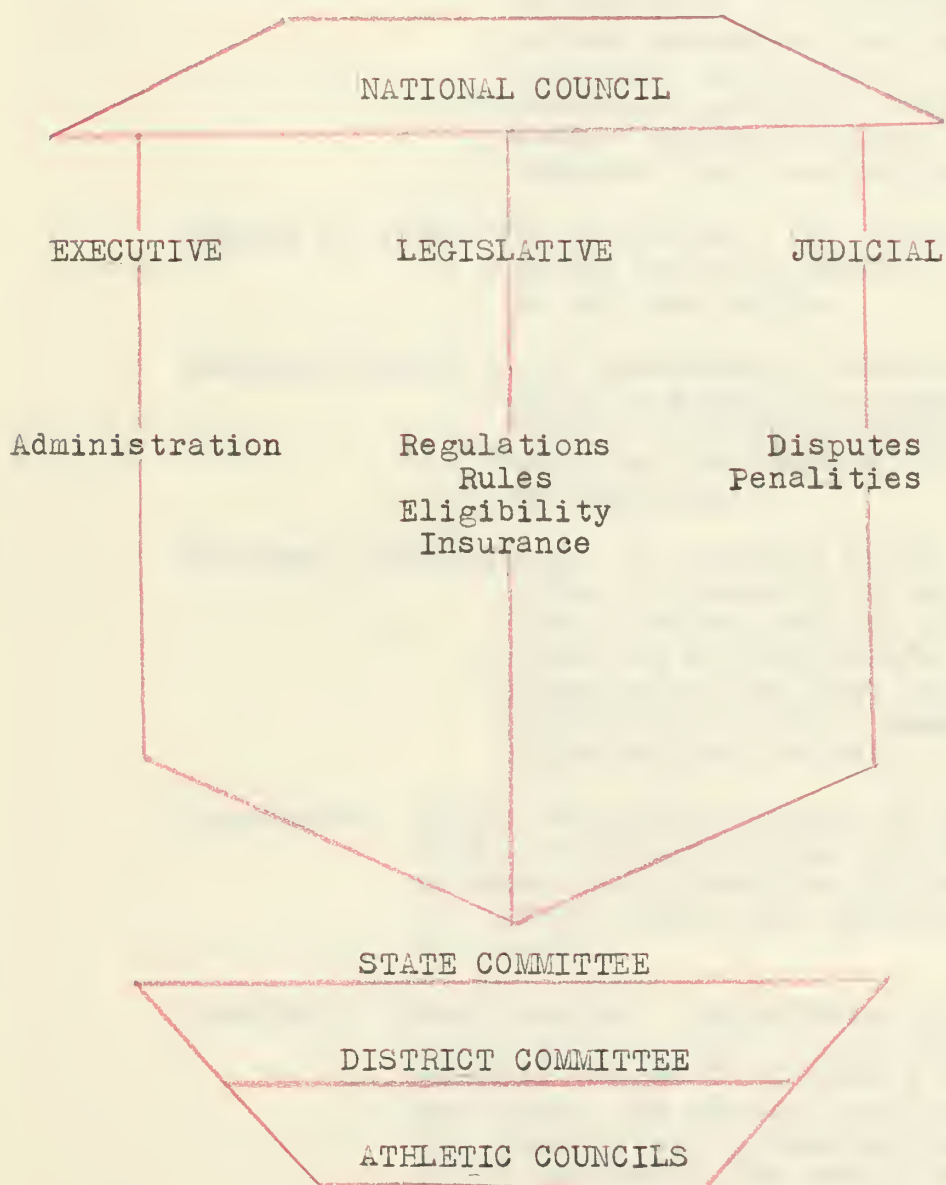 NATIONAL COUNCIL
EXECUTIVE LEGISLATIVE JUDICIAL
Administration Regulations Disputes
Rules Penalities
Eligibility
Insurance
STATE COMMITTEE
DISTRICT COMMITTEE
ATHLETIC COUNCILS